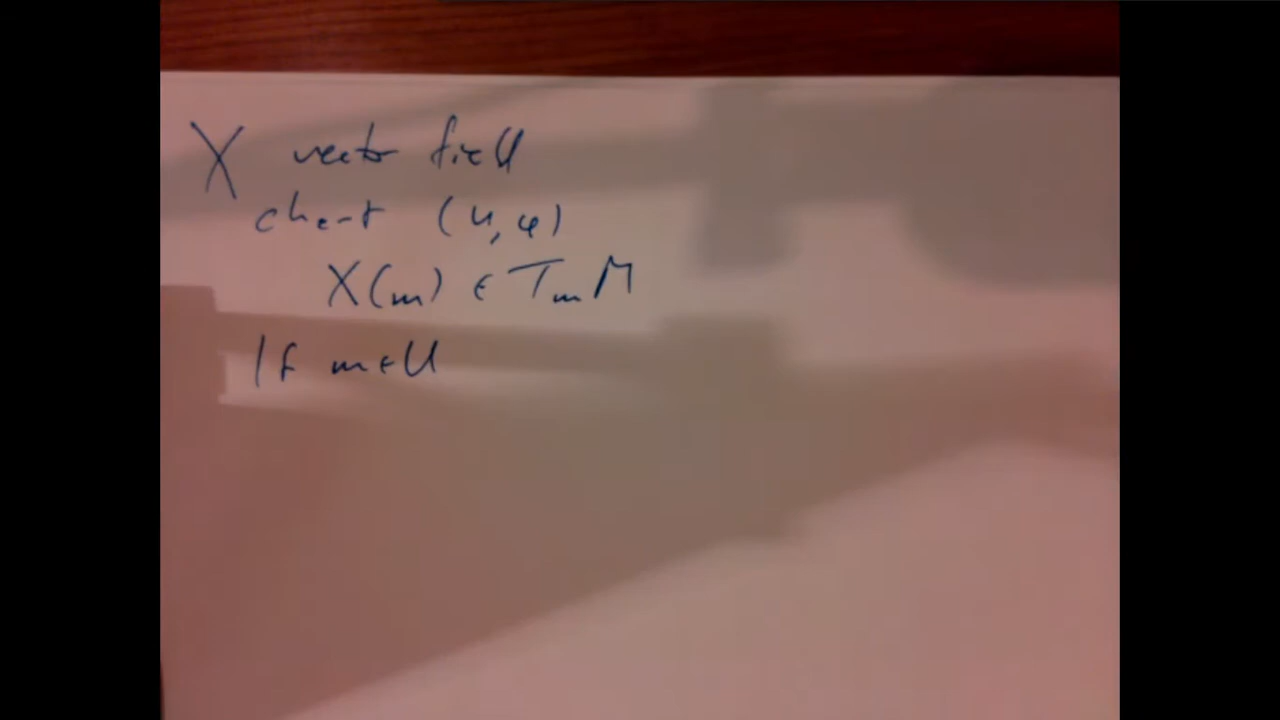 X vector field
chart (U, φ)
X(m) ∈ TₘM
If m ∈ U